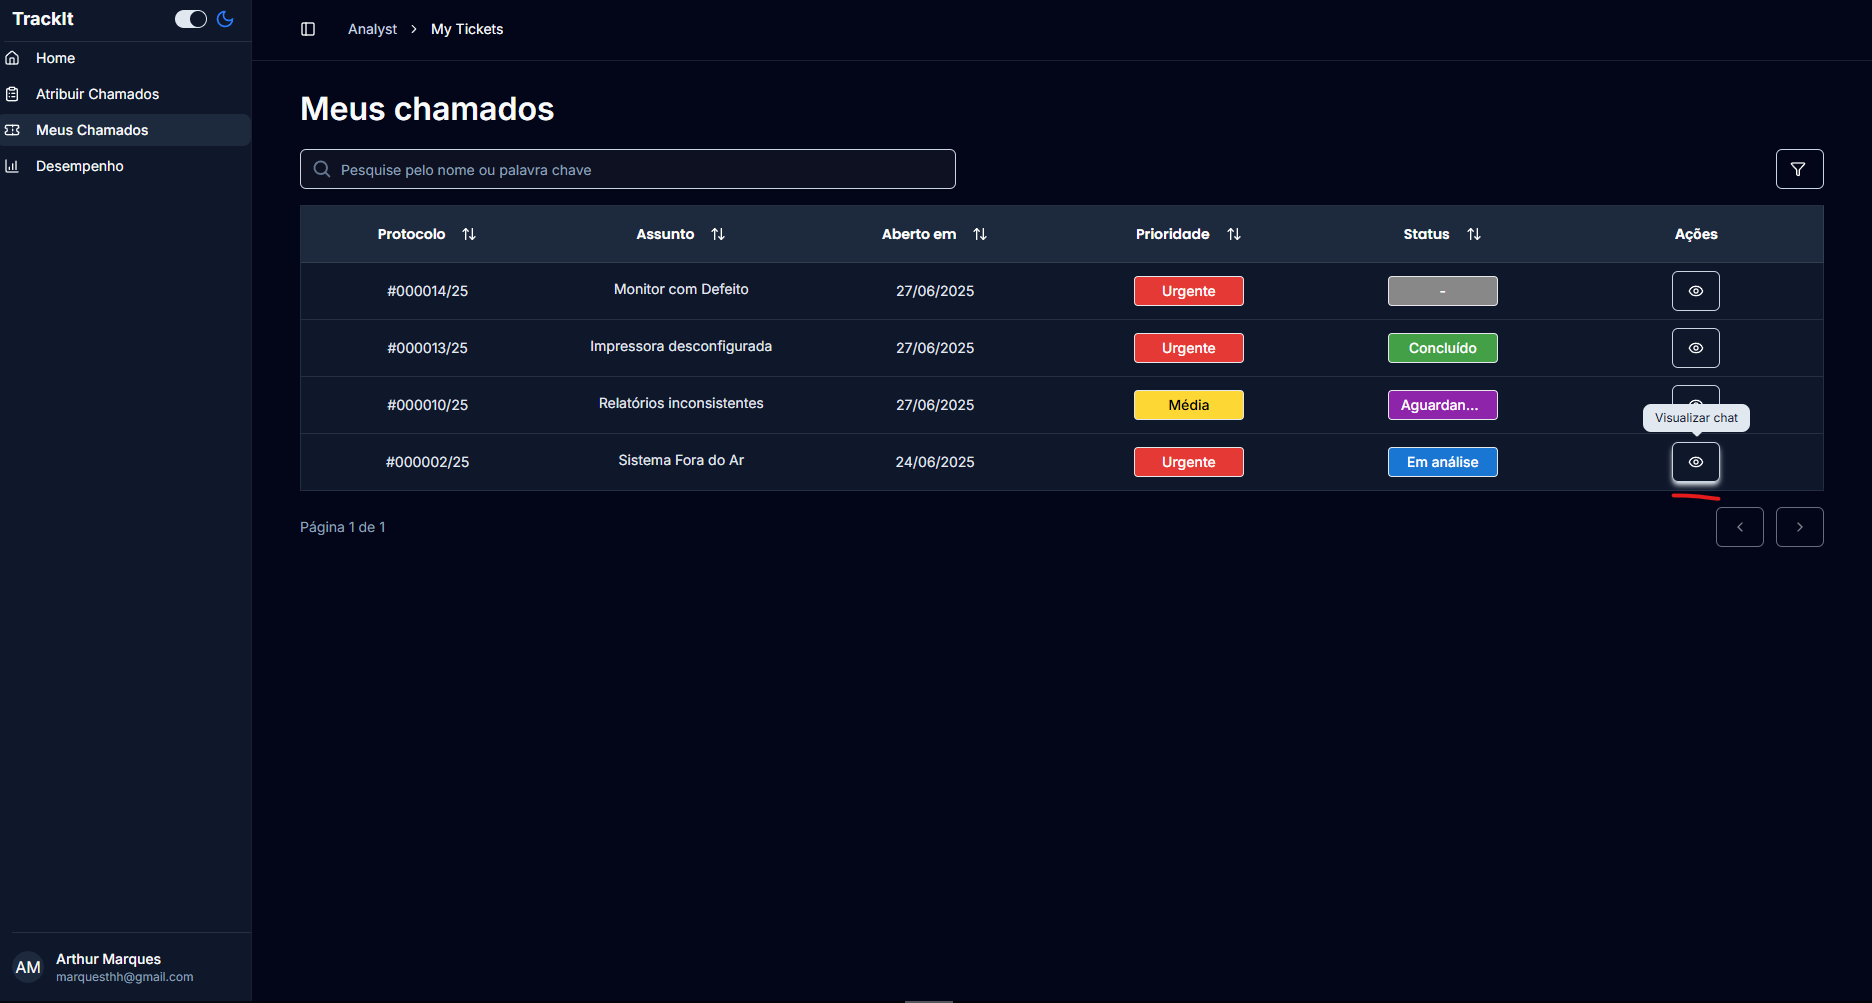 TrackIt
Home
Atribuir Chamados
Meus Chamados
Desempenho
Analyst > My Tickets
Meus chamados
Pesquise pelo nome ou palavra chave
Protocolo Assunto Aberto em Prioridade Status Ações
#000014/25 Monitor com Defeito 27/06/2025 Urgente -
#000013/25 Impressora desconfigurada 27/06/2025 Urgente Concluído
#000010/25 Relatórios inconsistentes 27/06/2025 Média Aguardan...
Visualizar chat
#000002/25 Sistema Fora do Ar 24/06/2025 Urgente Em análise
Página 1 de 1
AM Arthur Marques
marquesthh@gmail.com